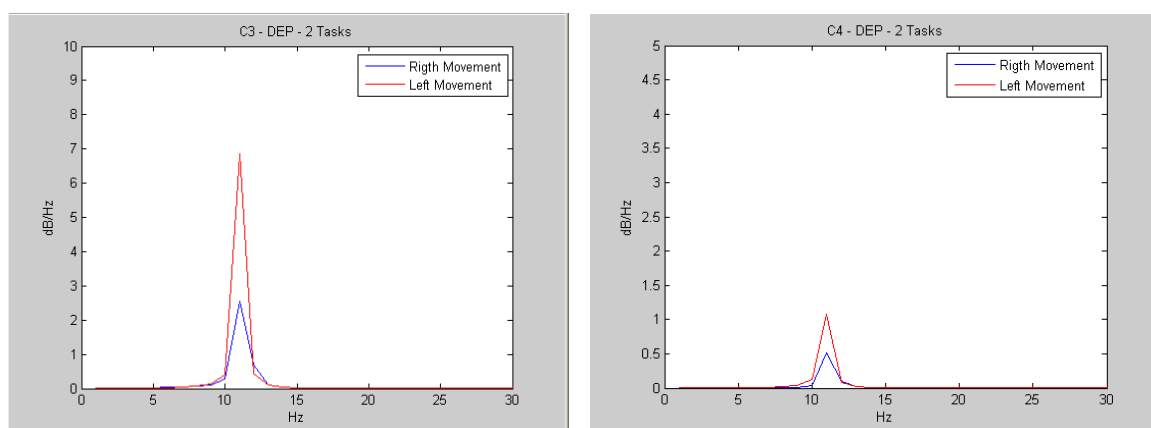 C3 - DEP - 2 Tasks
10
9
8
7
6
5
4
3
2
1
0
dB/Hz
Rigth Movement
Left Movement
0 5 10 15 20 25 30
Hz
C4 - DEP - 2 Tasks
5
4.5
4
3.5
3
2.5
2
1.5
1
0.5
0
dB/Hz
Rigth Movement
Left Movement
0 5 10 15 20 25 30
Hz